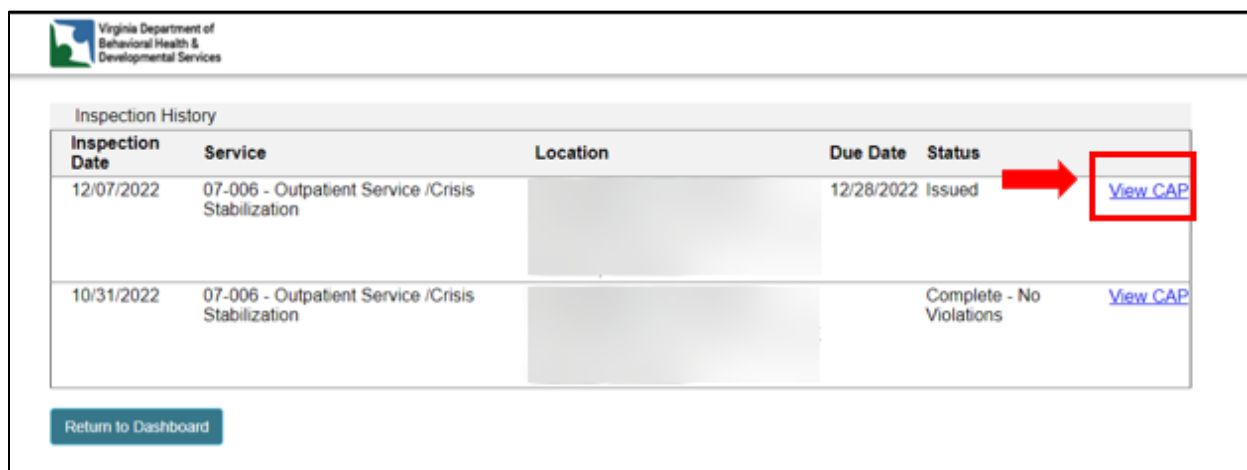 Virginia Department of
Behavioral Health &
Developmental Services
Inspection History
Inspection Date Service Location Due Date Status
12/07/2022 07-006 - Outpatient Service /Crisis Stabilization 12/28/2022 Issued View CAP
10/31/2022 07-006 - Outpatient Service /Crisis Stabilization Complete - No Violations View CAP
Return to Dashboard